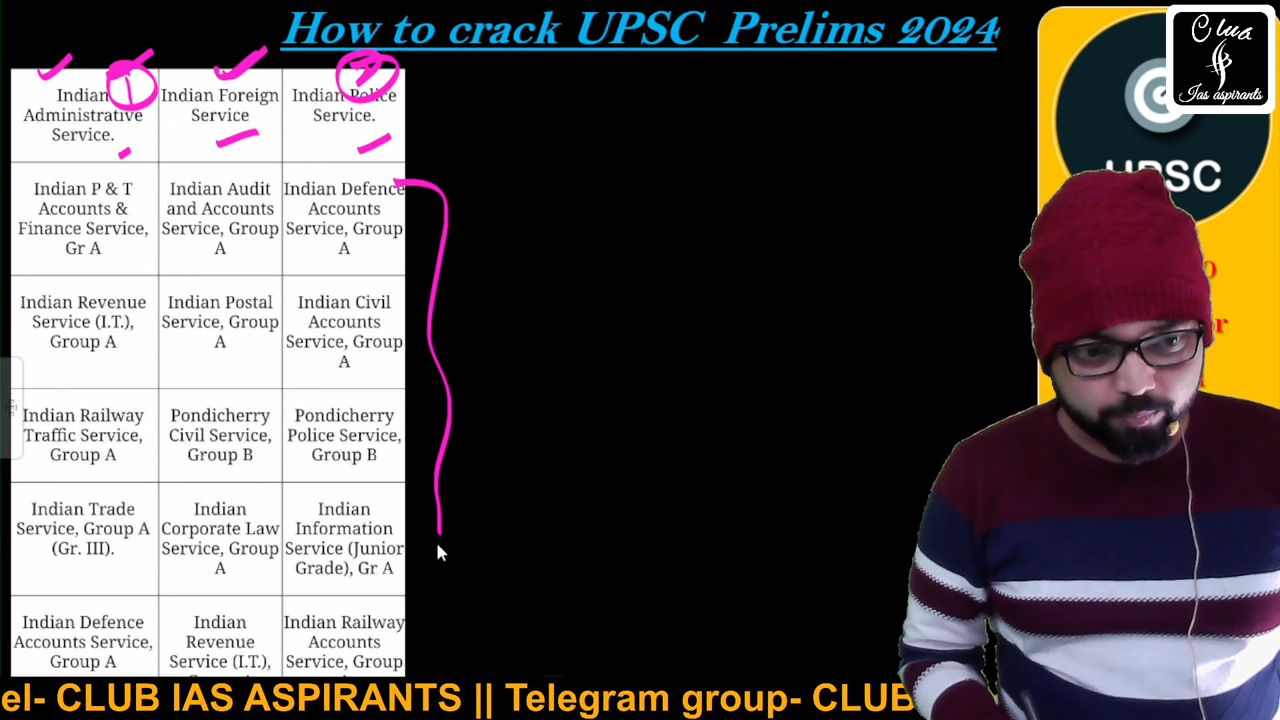 How to crack UPSC Prelims 2024
Clua
Ias aspirants
UPSC
Indian
Administrative
Service.
Indian Foreign
Service
Indian Police
Service.
Indian P & T
Accounts &
Finance Service,
Gr A
Indian Audit
and Accounts
Service, Group
A
Indian Defence
Accounts
Service, Group
A
Indian Revenue
Service (I.T.),
Group A
Indian Postal
Service, Group
A
Indian Civil
Accounts
Service, Group
A
Indian Railway
Traffic Service,
Group A
Pondicherry
Civil Service,
Group B
Pondicherry
Police Service,
Group B
Indian Trade
Service, Group A
(Gr. III).
Indian
Corporate Law
Service, Group
A
Indian
Information
Service (Junior
Grade), Gr A
Indian Defence
Accounts Service,
Group A
Indian
Revenue
Service (I.T.),
Indian Railway
Accounts
Service, Group
el- CLUB IAS ASPIRANTS || Telegram group- CLUB